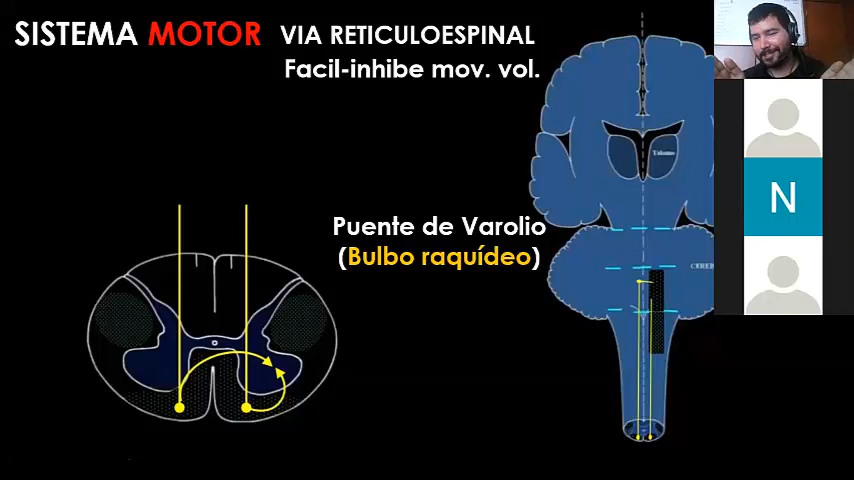 SISTEMA MOTOR VIA RETICULOESPINAL
Facil-inhibe mov. vol.
Tálamo
Puente de Varolio
(Bulbo raquídeo)
N